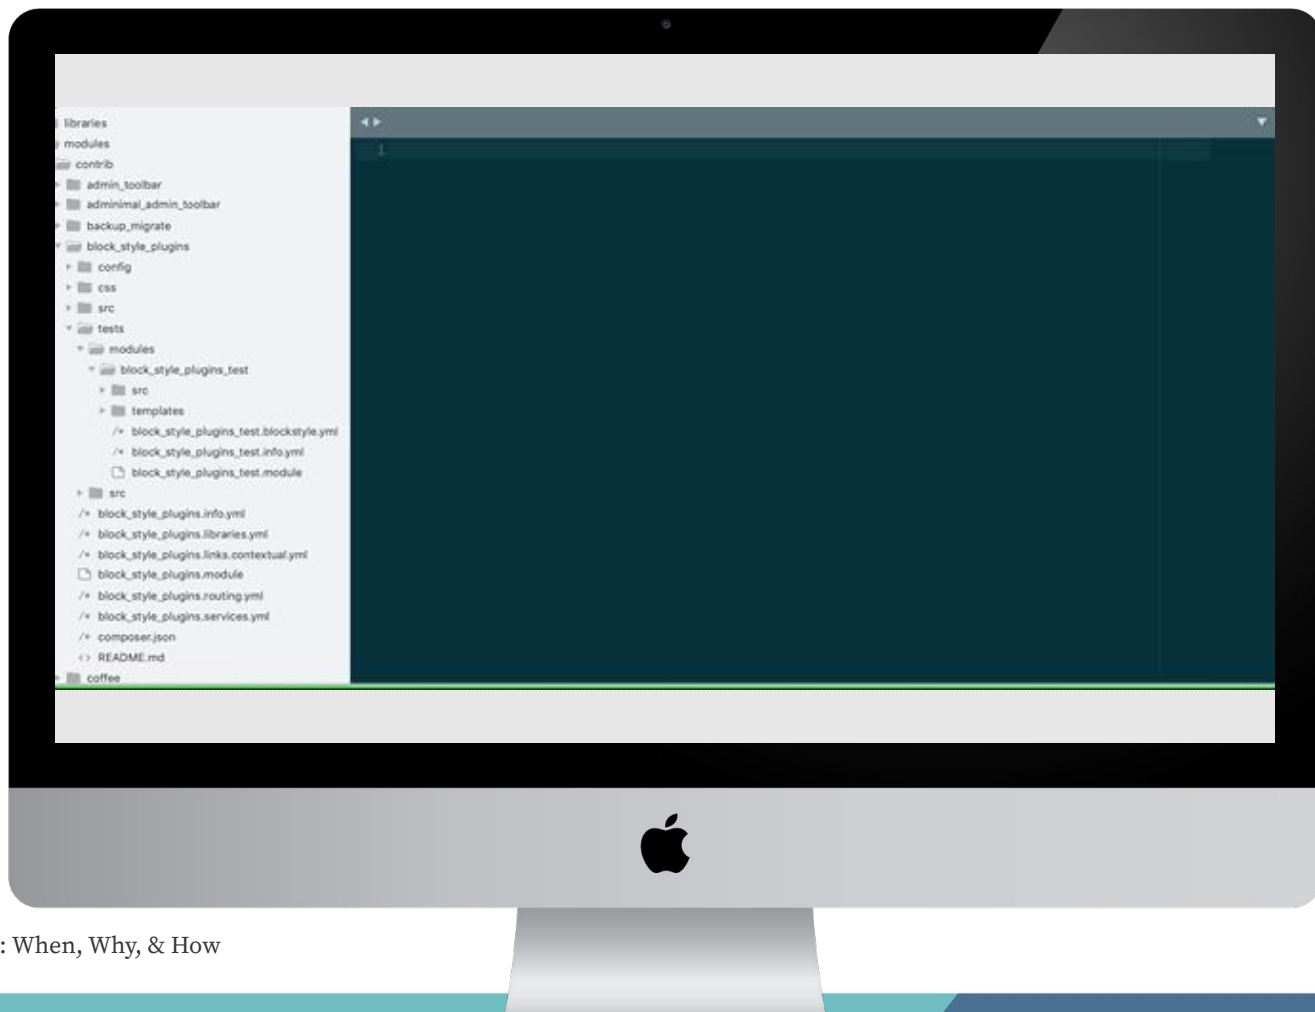 libraries
modules
contrib
admin_toolbar
adminimal_admin_toolbar
backup_migrate
block_style_plugins
config
css
src
tests
modules
block_style_plugins_test
src
templates
/* block_style_plugins_test.blockstyle.yml
/* block_style_plugins_test.info.yml
block_style_plugins_test.module
src
/* block_style_plugins.info.yml
/* block_style_plugins.libraries.yml
/* block_style_plugins.links.contextual.yml
block_style_plugins.module
/* block_style_plugins.routing.yml
/* block_style_plugins.services.yml
/* composer.json
<> README.md
coffee
1
: When, Why, & How